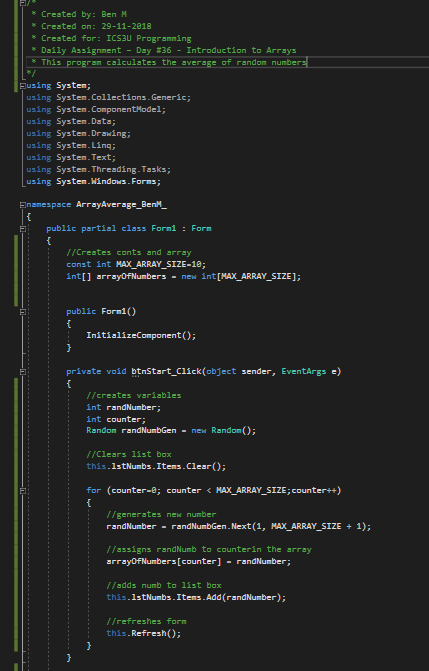 /*
* Created by: Ben M
* Created on: 29-11-2018
* Created for: ICS3U Programming
* Daily Assignment – Day #36 - Introduction to Arrays
* This program calculates the average of random numbers
*/
using System;
using System.Collections.Generic;
using System.ComponentModel;
using System.Data;
using System.Drawing;
using System.Linq;
using System.Text;
using System.Threading.Tasks;
using System.Windows.Forms;
namespace ArrayAverage_BenM_
{
public partial class Form1 : Form
{
//Creates conts and array
const int MAX_ARRAY_SIZE=10;
int[] arrayOfNumbers = new int[MAX_ARRAY_SIZE];
public Form1()
{
InitializeComponent();
}
private void btnStart_Click(object sender, EventArgs e)
{
//creates variables
int randNumber;
int counter;
Random randNumbGen = new Random();
//Clears list box
this.lstNumbs.Items.Clear();
for (counter=0; counter < MAX_ARRAY_SIZE;counter++)
{
//generates new number
randNumber = randNumbGen.Next(1, MAX_ARRAY_SIZE + 1);
//assigns randNumb to counterin the array
arrayOfNumbers[counter] = randNumber;
//adds numb to list box
this.lstNumbs.Items.Add(randNumber);
//refreshes form
this.Refresh();
}
}